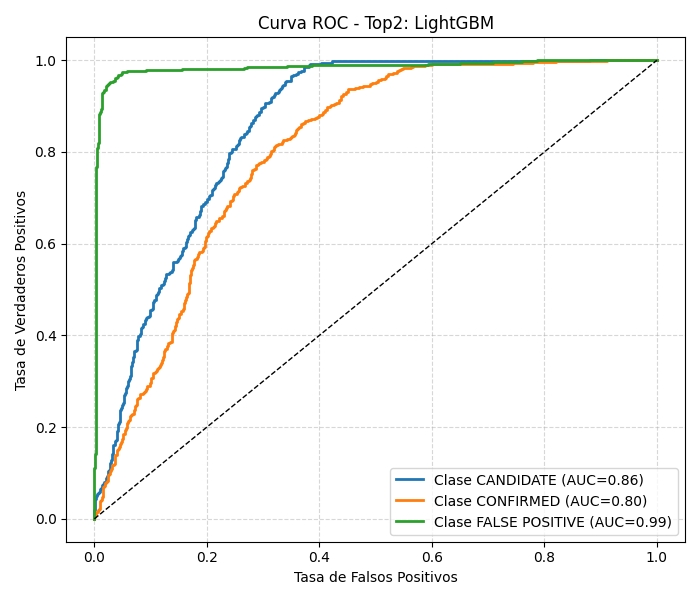 Curva ROC - Top2: LightGBM
Tasa de Verdaderos Positivos
1.0
0.8
0.6
0.4
0.2
0.0
0.0 0.2 0.4 0.6 0.8 1.0
Tasa de Falsos Positivos
Clase CANDIDATE (AUC=0.86)
Clase CONFIRMED (AUC=0.80)
Clase FALSE POSITIVE (AUC=0.99)